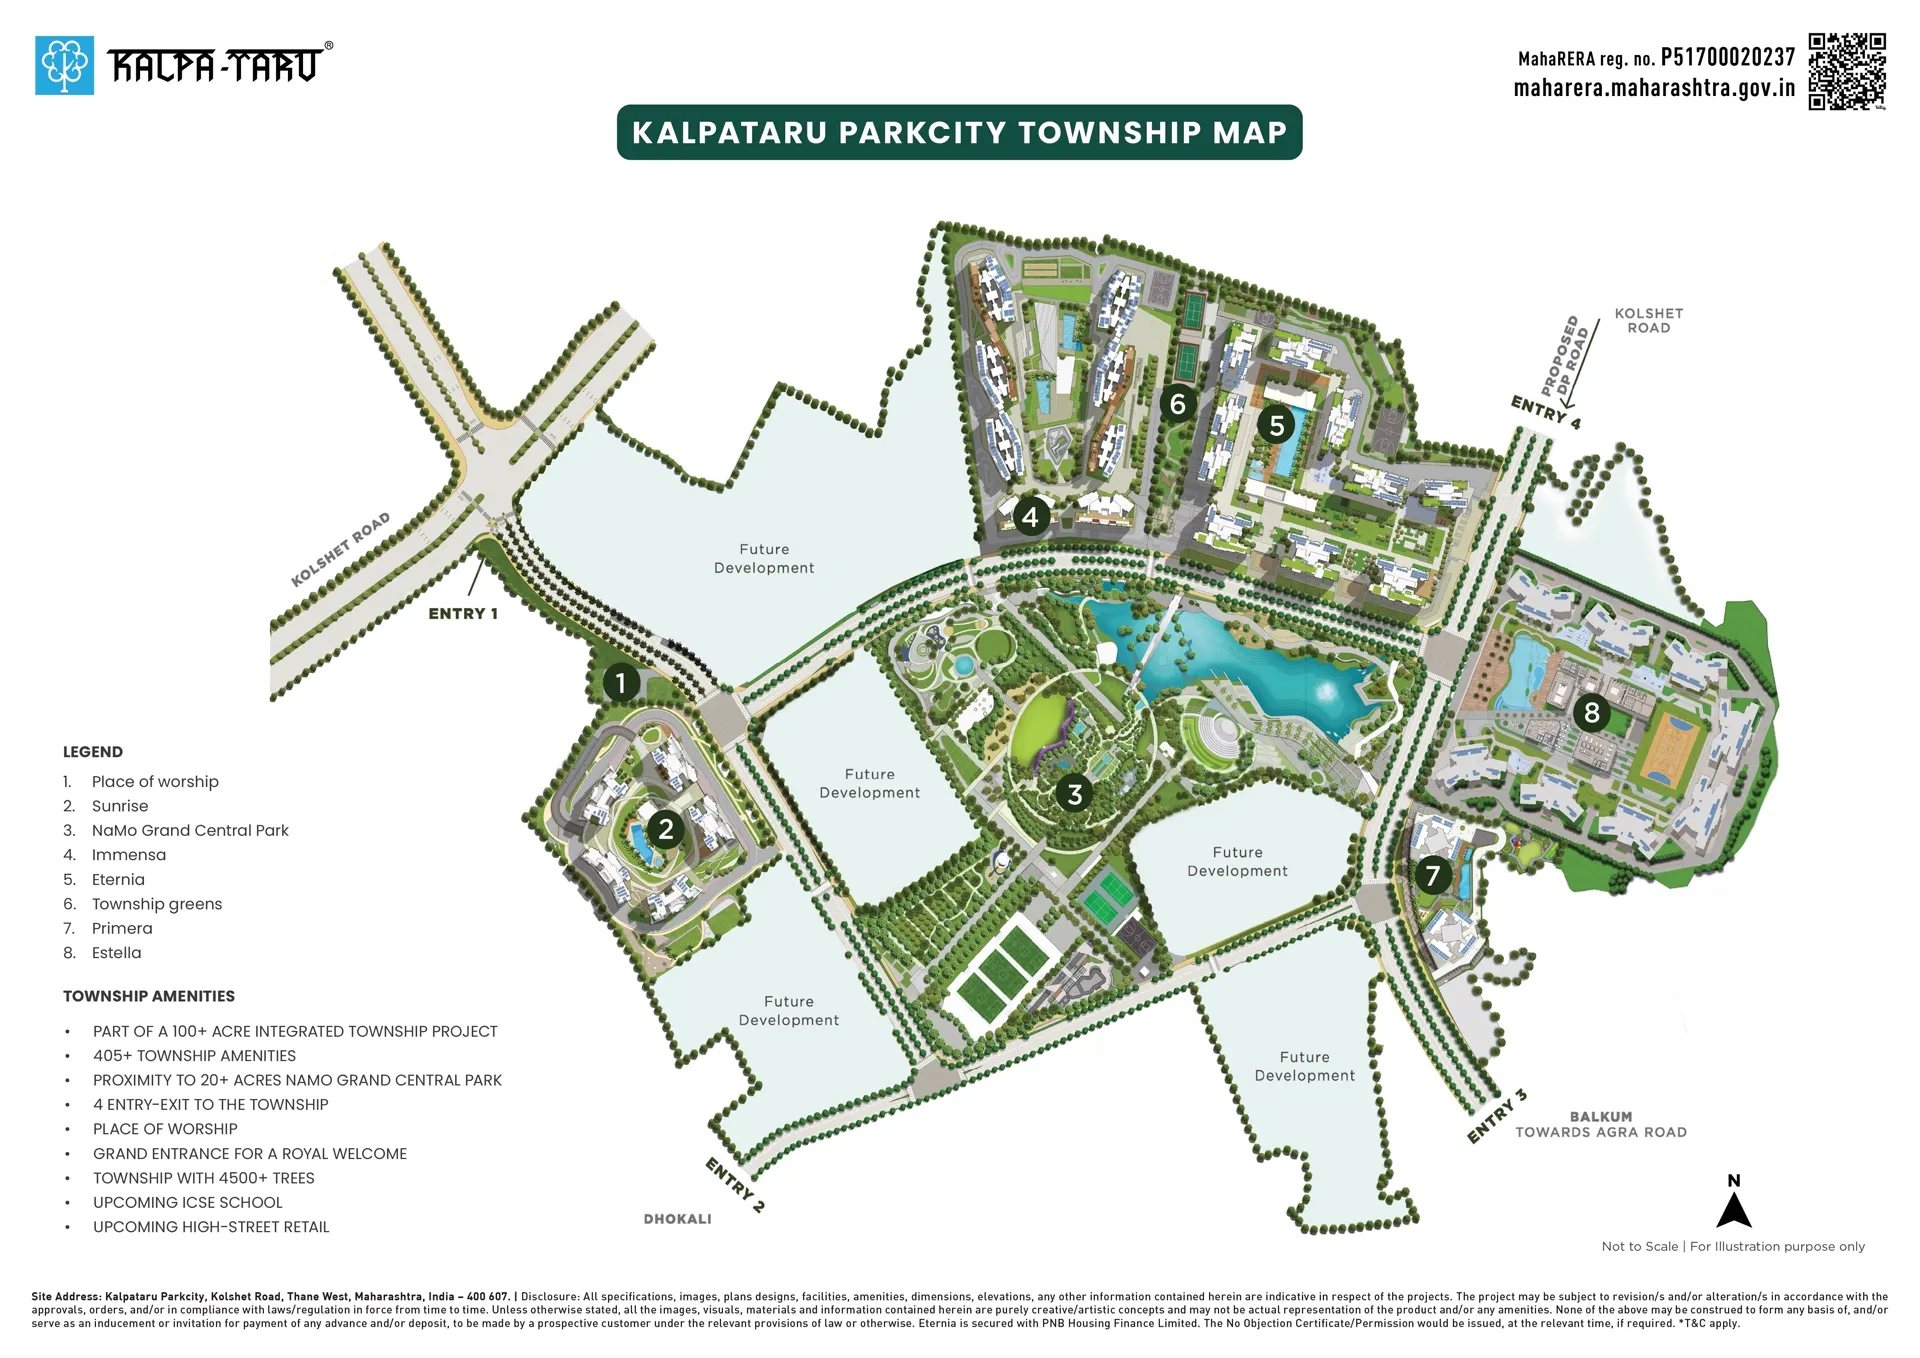 KALPA-TARU®
MahaRERA reg. no. P51700020237
maharera.maharashtra.gov.in
KALPATARU PARKCITY TOWNSHIP MAP
KOLSHET
ROAD
PROPOSED
DP ROAD
ENTRY 4
6
5
4
KOLSHET ROAD
Future
Development
ENTRY 1
1
8
Future
Development
3
2
Future
Development
7
Future
Development
Future
Development
ENTRY 3
BALKUM
TOWARDS AGRA ROAD
ENTRY 2
DHOKALI
LEGEND
1. Place of worship
2. Sunrise
3. NaMo Grand Central Park
4. Immensa
5. Eternia
6. Township greens
7. Primera
8. Estella
TOWNSHIP AMENITIES
• PART OF A 100+ ACRE INTEGRATED TOWNSHIP PROJECT
• 405+ TOWNSHIP AMENITIES
• PROXIMITY TO 20+ ACRES NAMO GRAND CENTRAL PARK
• 4 ENTRY-EXIT TO THE TOWNSHIP
• PLACE OF WORSHIP
• GRAND ENTRANCE FOR A ROYAL WELCOME
• TOWNSHIP WITH 4500+ TREES
• UPCOMING ICSE SCHOOL
• UPCOMING HIGH-STREET RETAIL
N
Not to Scale | For Illustration purpose only
Site Address: Kalpataru Parkcity, Kolshet Road, Thane West, Maharashtra, India – 400 607. | Disclosure: All specifications, images, plans designs, facilities, amenities, dimensions, elevations, any other information contained herein are indicative in respect of the projects. The project may be subject to revision/s and/or alteration/s in accordance with the
approvals, orders, and/or in compliance with laws/regulation in force from time to time. Unless otherwise stated, all the images, visuals, materials and information contained herein are purely creative/artistic concepts and may not be actual representation of the product and/or any amenities. None of the above may be construed to form any basis of, and/or
serve as an inducement or invitation for payment of any advance and/or deposit, to be made by a prospective customer under the relevant provisions of law or otherwise. Eternia is secured with PNB Housing Finance Limited. The No Objection Certificate/Permission would be issued, at the relevant time, if required. *T&C apply.